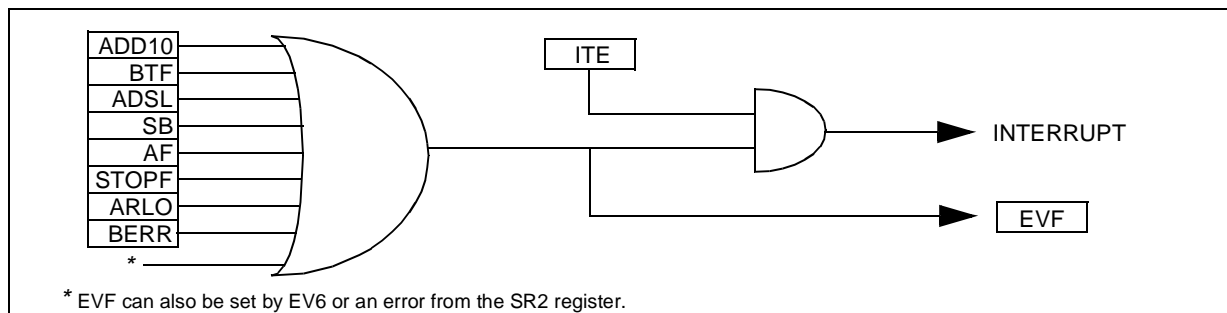 ADD10
BTF
ADSL
SB
AF
STOPF
ARLO
BERR
*
ITE
INTERRUPT
EVF
* EVF can also be set by EV6 or an error from the SR2 register.